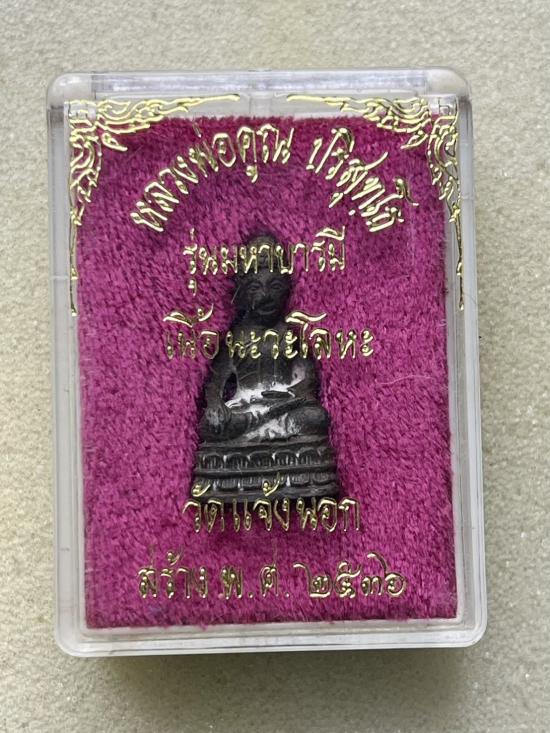 หลวงพ่อคูณ ปริสุทฺโธ
รุ่นมหาบารมี
เนื้อนะวะโลหะ
วัดแจ้งนอก
สร้าง พ.ศ. ๒๕๓๖